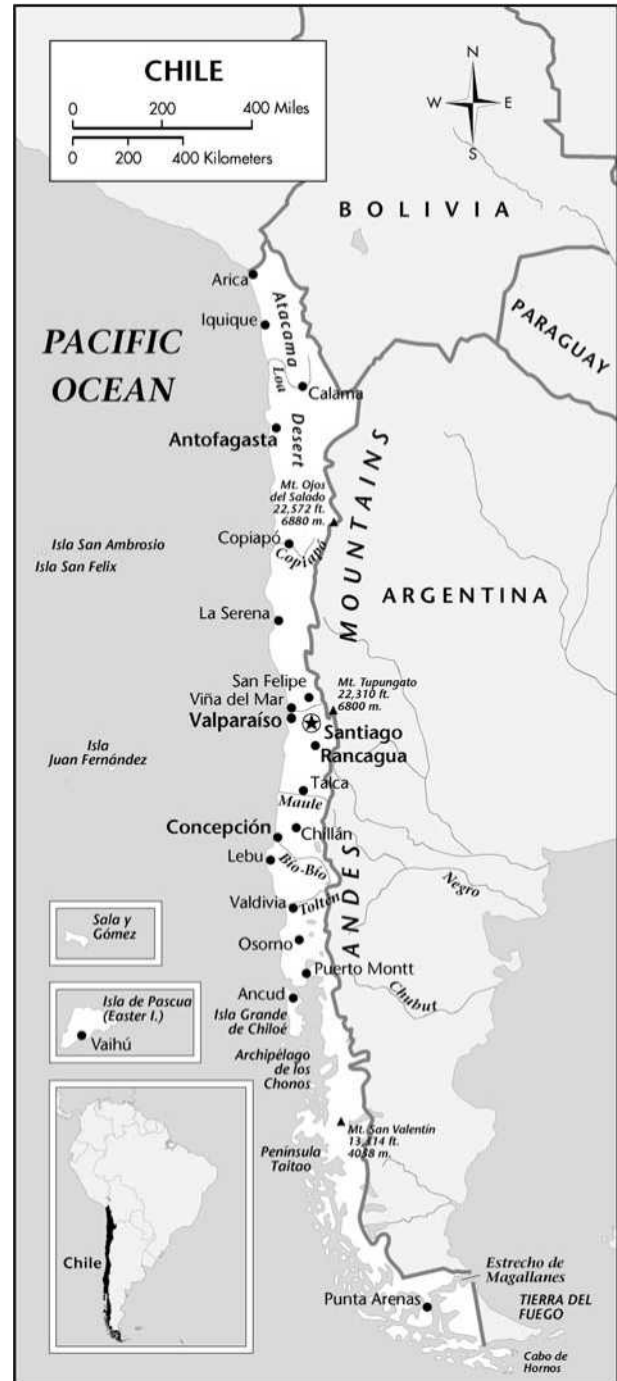 CHILE
0 200 400 Miles
0 200 400 Kilometers
N
W E
S
BOLIVIA
PARAGUAY
Arica
Iquique
Atacama
PACIFIC
OCEAN
Loa
Calama
Antofagasta
Desert
Mt. Ojos
del Salado
22,572 ft.
6880 m.
MOUNTAINS
Copiapó
Copiapó
Isla San Ambrosio
Isla San Felix
ARGENTINA
La Serena
San Felipe
Mt. Tupungato
22,310 ft.
6800 m.
Viña del Mar
Valparaíso
Santiago
Rancagua
Isla
Juan Fernández
Talca
Maule
Concepción
Chillán
Lebu
Bío-Bío
ANDES
Negro
Valdivia
Toltén
Sala y
Gómez
Osorno
Puerto Montt
Chubut
Ancud
Isla Grande
de Chiloé
Isla de Pascua
(Easter I.)
Vaihú
Archipélago
de los
Chonos
Mt. San Valentín
13,314 ft.
4058 m.
Península
Taitao
Chile
Estrecho de
Magallanes
Punta Arenas
TIERRA DEL
FUEGO
Cabo de
Hornos